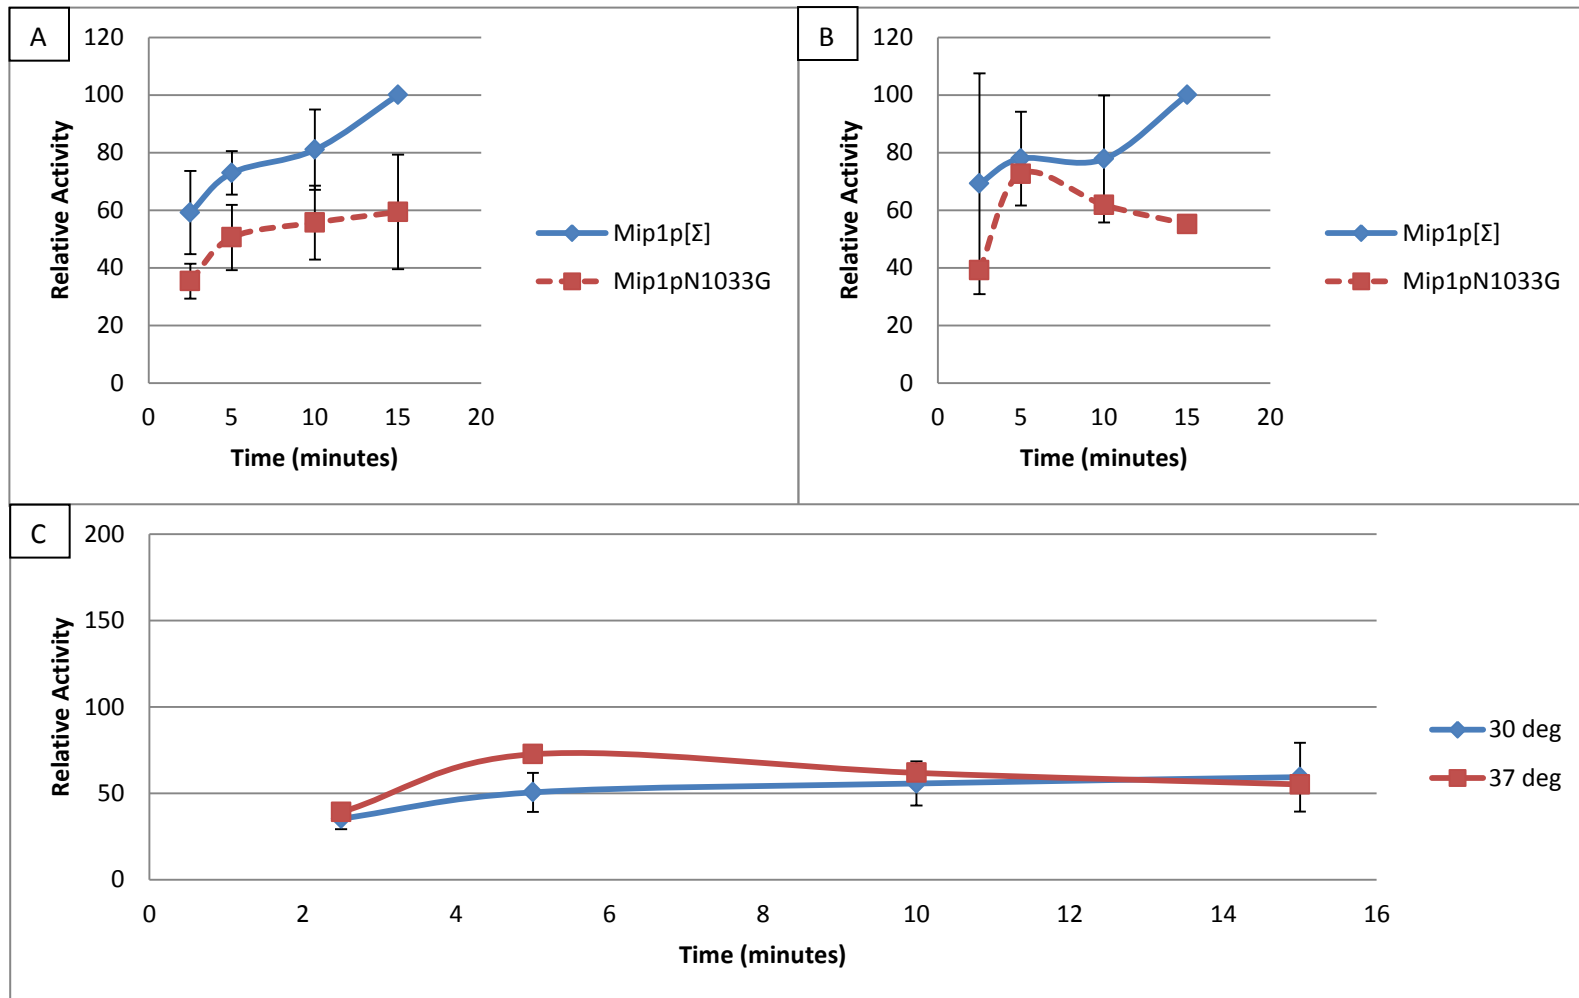 A
120
100
80
60
40
20
0
0 5 10 15 20
Relative Activity
Time (minutes)
Mip1p[Σ]
Mip1pN1033G
B
120
100
80
60
40
20
0
0 5 10 15 20
Relative Activity
Time (minutes)
Mip1p[Σ]
Mip1pN1033G
C
200
150
100
50
0
0 2 4 6 8 10 12 14 16
Relative Activity
Time (minutes)
30 deg
37 deg